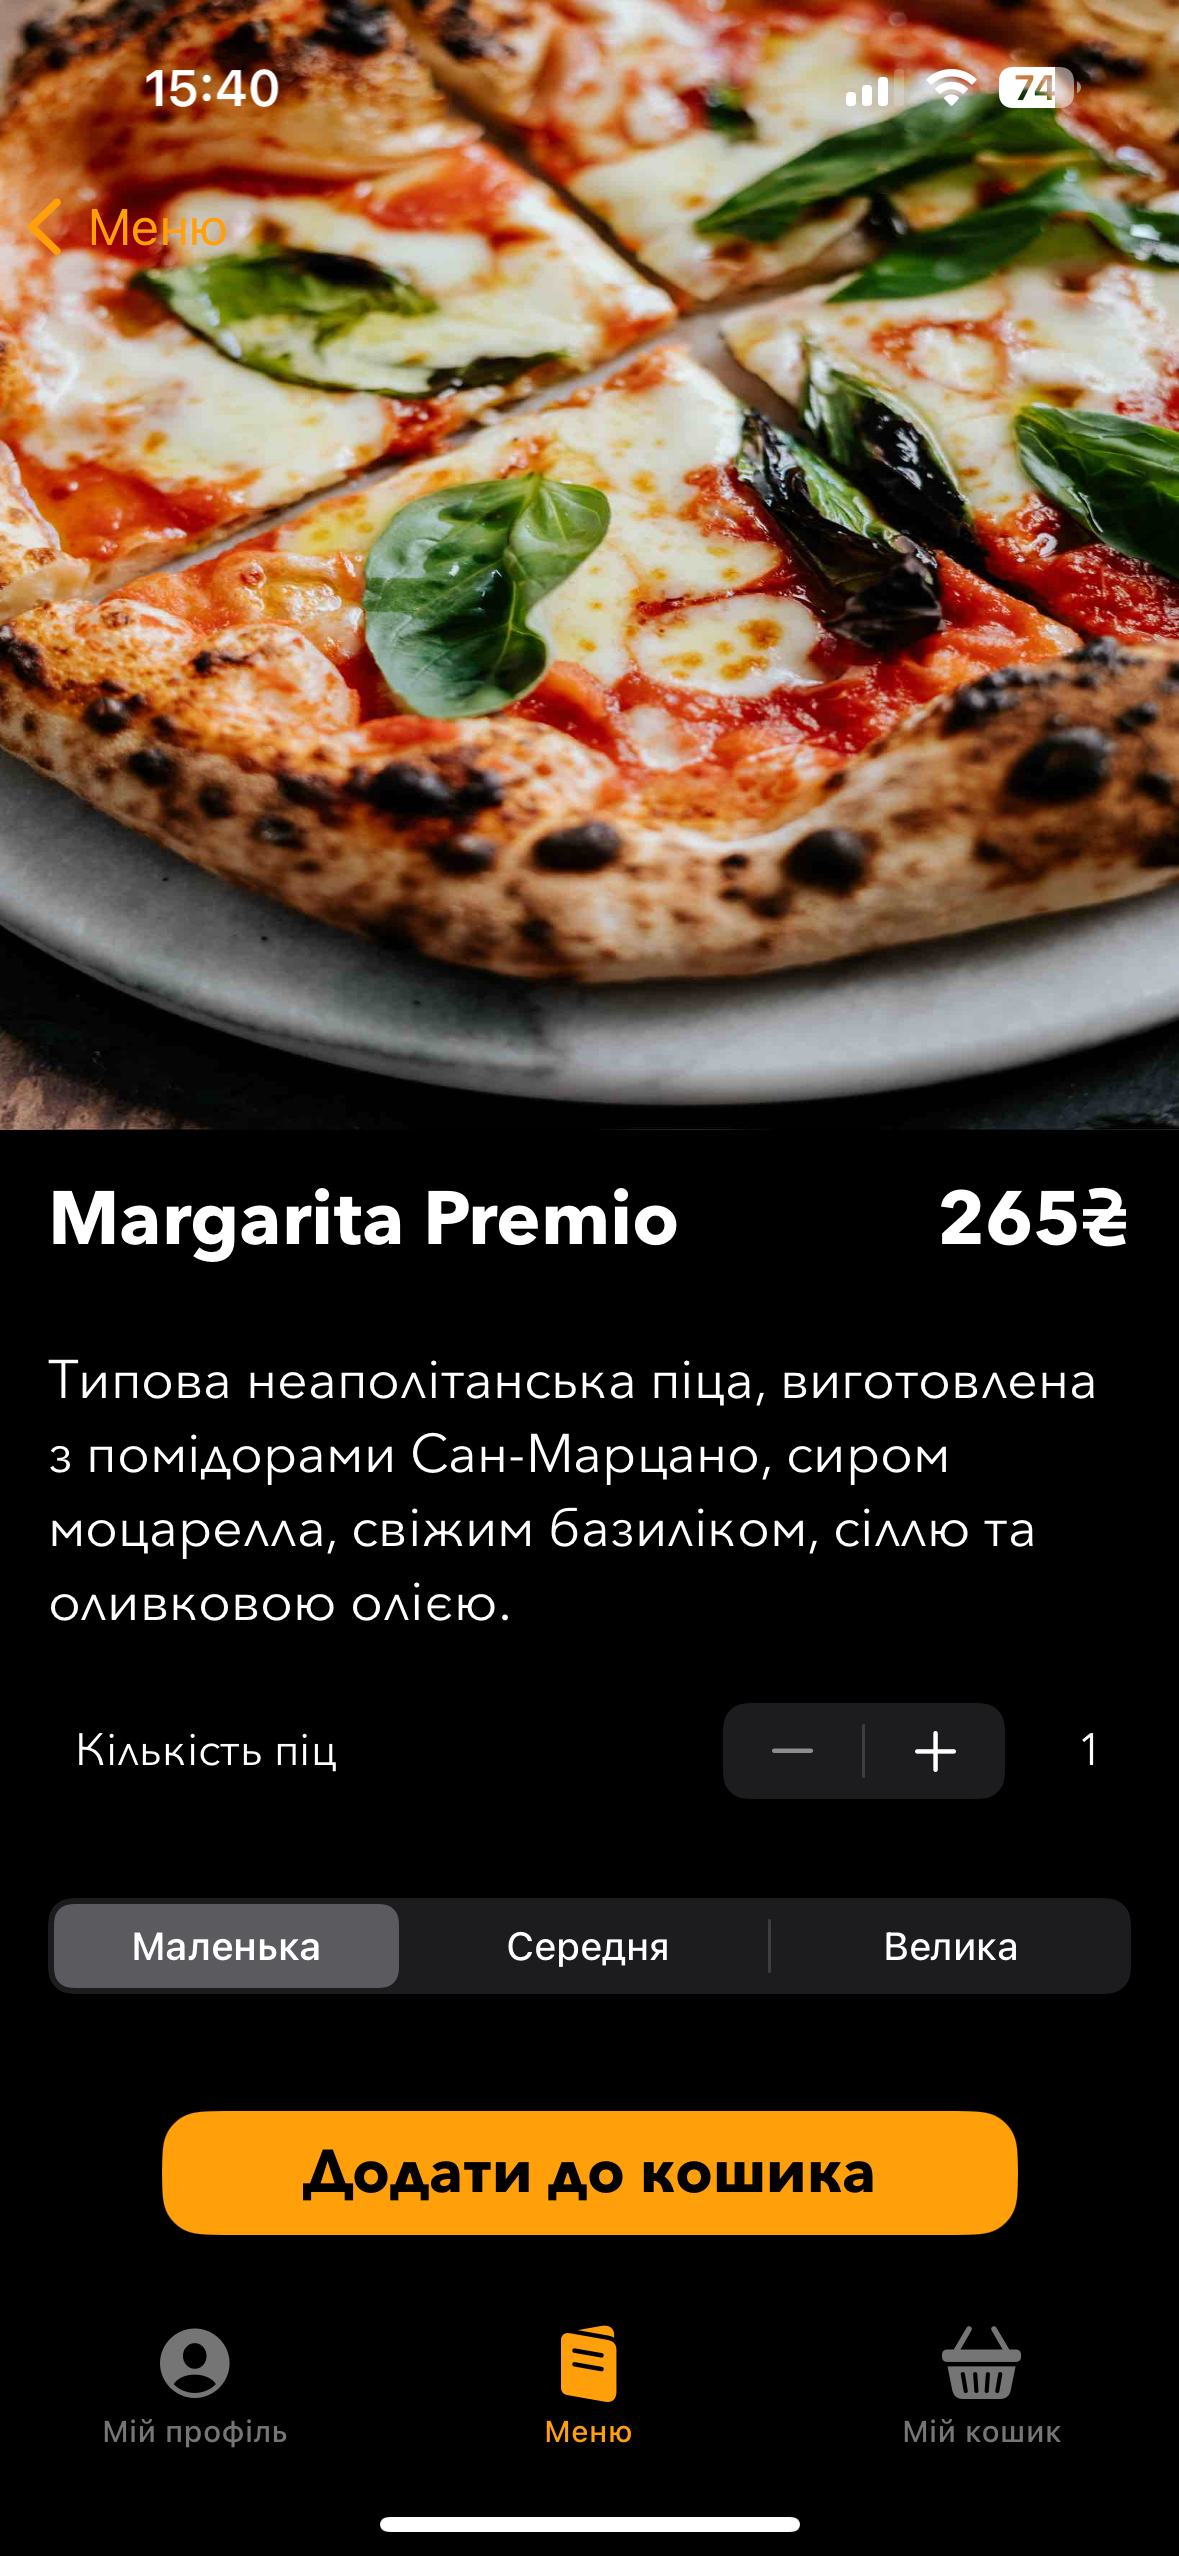 15:40
74
Меню
Margarita Premio
265₴
Типова неаполітанська піца, виготовлена
з помідорами Сан-Марцано, сиром
моцарелла, свіжим базиліком, сіллю та
оливковою олією.
Кількість піц
1
Маленька
Середня
Велика
Додати до кошика
Мій профіль
Меню
Мій кошик